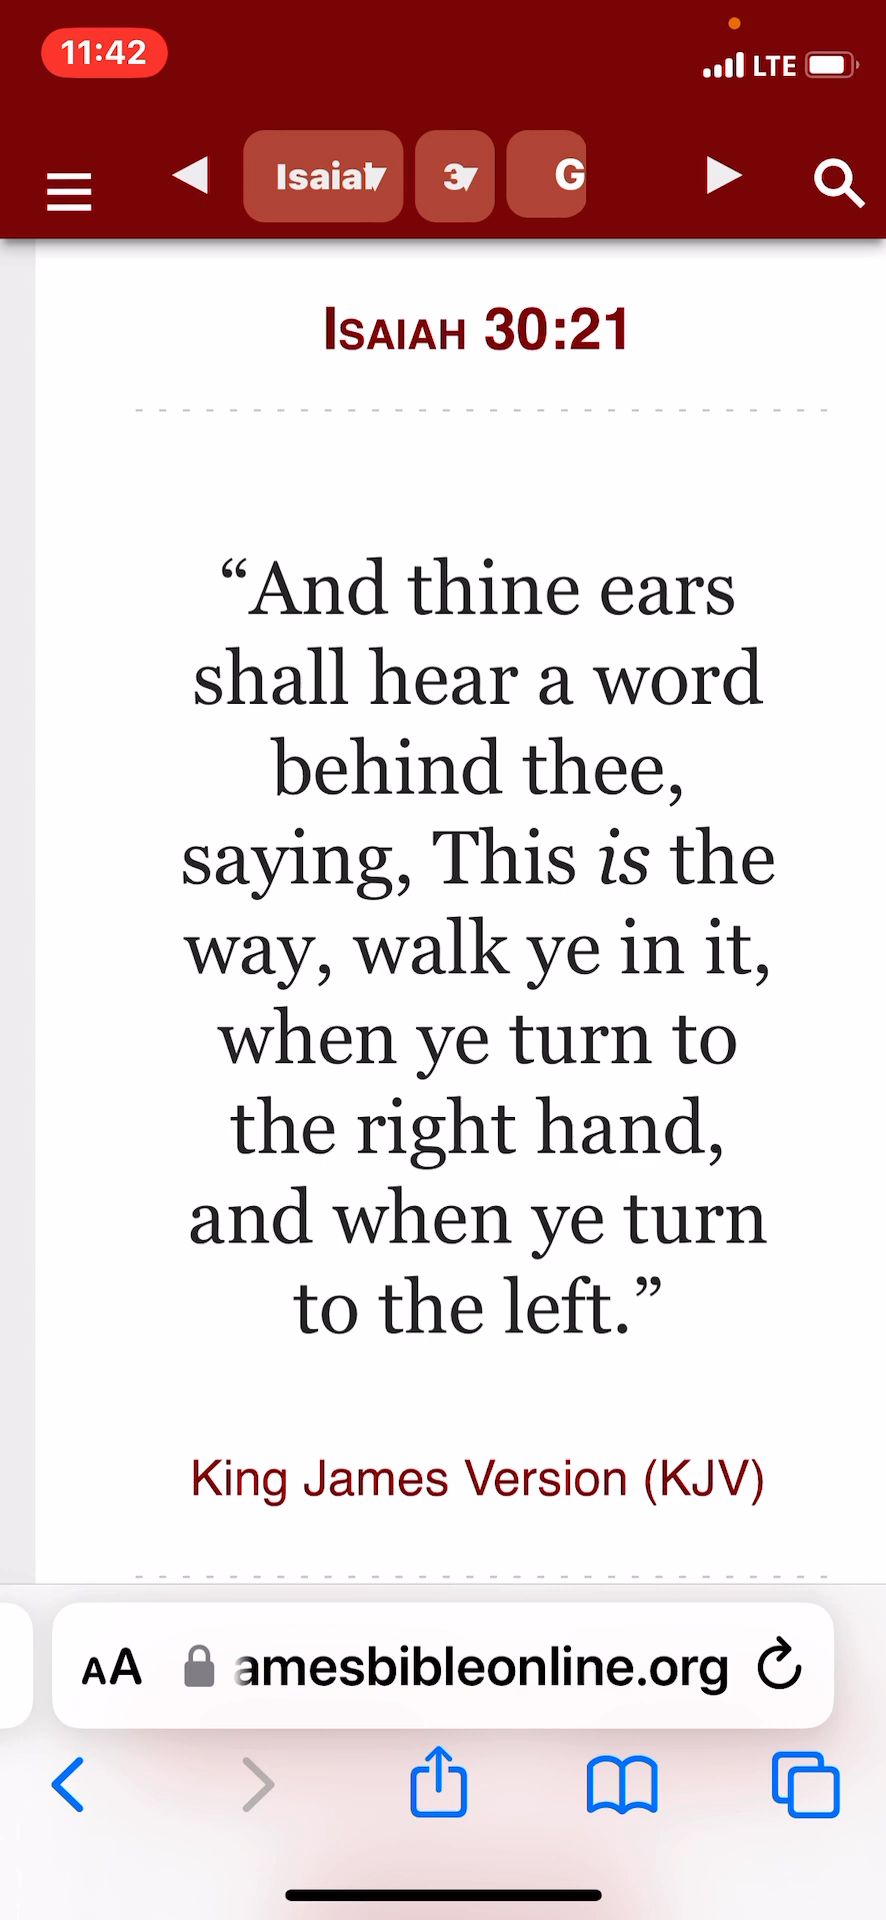 11:42
LTE
Isaiah
3
G
Isaiah 30:21
“And thine ears
shall hear a word
behind thee,
saying, This is the
way, walk ye in it,
when ye turn to
the right hand,
and when ye turn
to the left.”
King James Version (KJV)
AA amesbibleonline.org